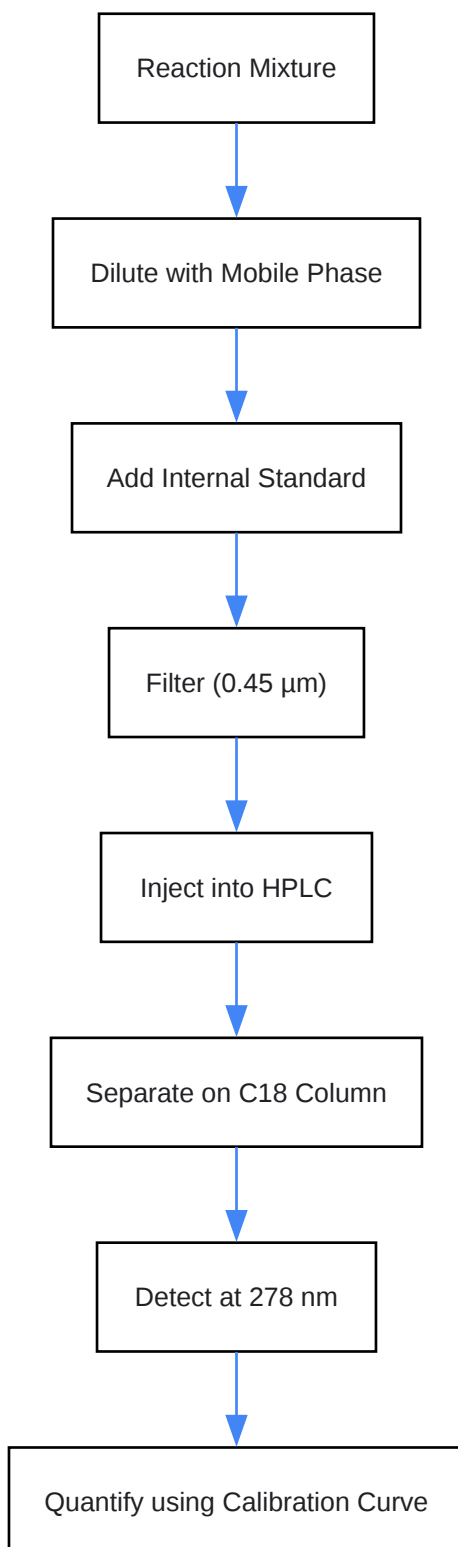 Reaction Mixture
Dilute with Mobile Phase
Add Internal Standard
Filter (0.45 µm)
Inject into HPLC
Separate on C18 Column
Detect at 278 nm
Quantify using Calibration Curve